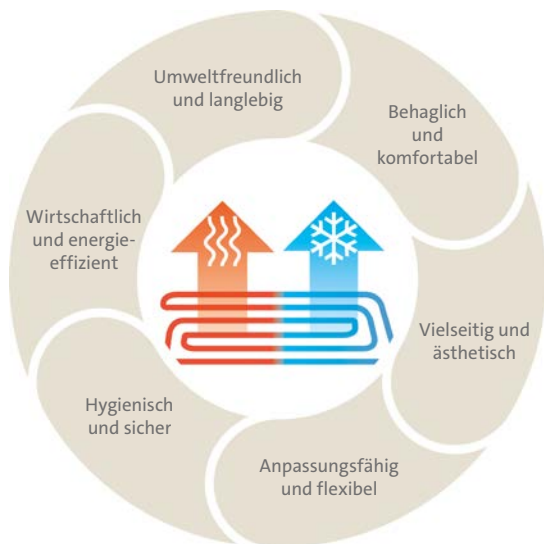 Umweltfreundlich
und langlebig
Behaglich
und
komfortabel
Vielseitig und
ästhetisch
Anpassungsfähig
und flexibel
Hygienisch
und sicher
Wirtschaftlich
und energie-
effizient